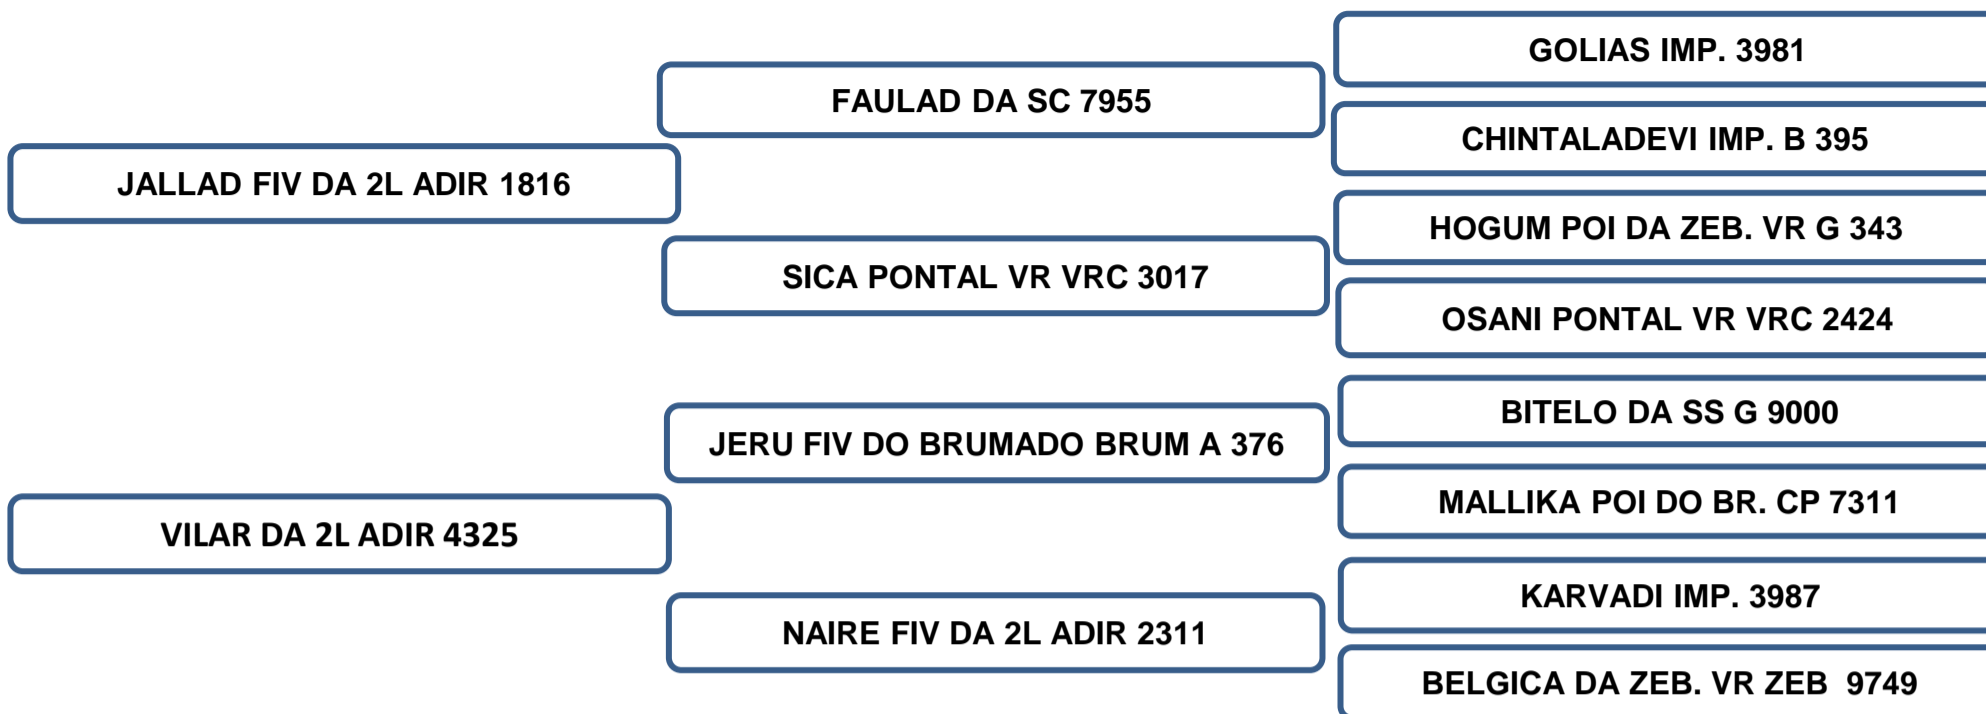 GOLIAS IMP. 3981
FAULAD DA SC 7955
CHINTALADEVI IMP. B 395
JALLAD FIV DA 2L ADIR 1816
HOGUM POI DA ZEB. VR G 343
SICA PONTAL VR VRC 3017
OSANI PONTAL VR VRC 2424
BITELO DA SS G 9000
JERU FIV DO BRUMADO BRUM A 376
MALLIKA POI DO BR. CP 7311
VILAR DA 2L ADIR 4325
KARVADI IMP. 3987
NAIRE FIV DA 2L ADIR 2311
BELGICA DA ZEB. VR ZEB  9749